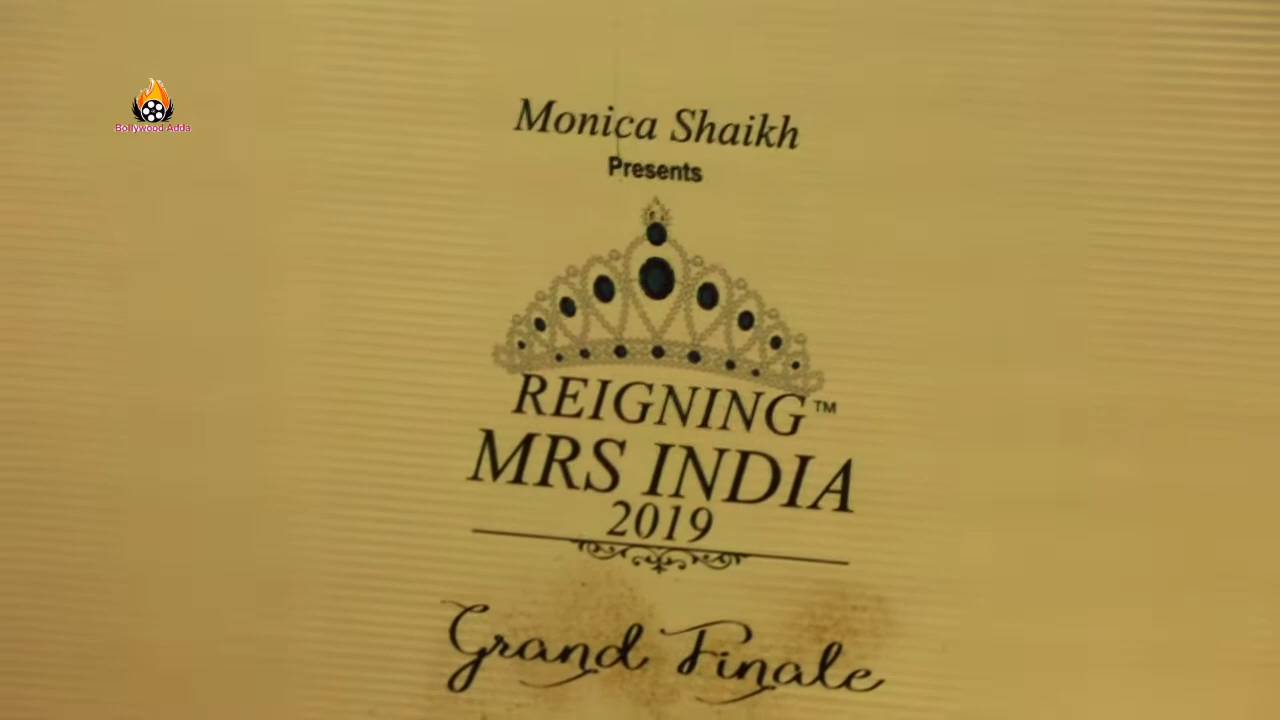 Bollywood Adda
Monica Shaikh
Presents
REIGNING™
MRS INDIA
2019
Grand Finale